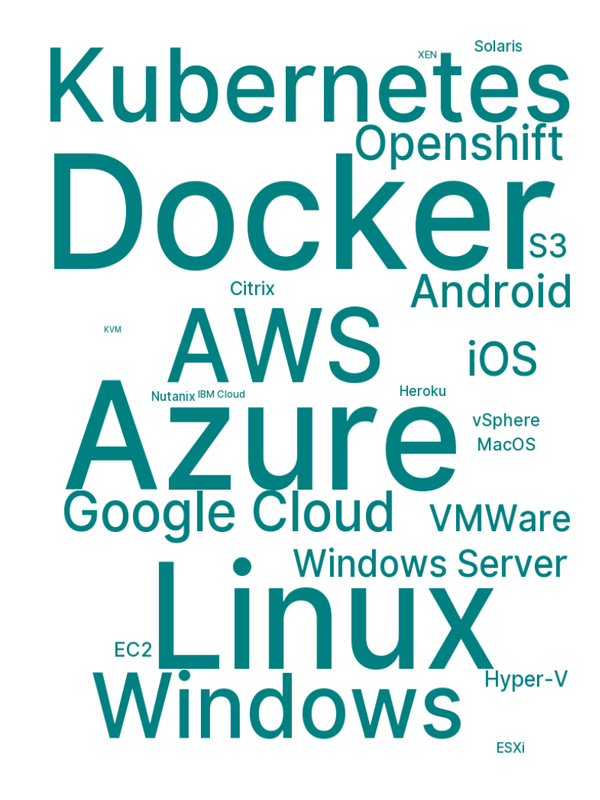 Solaris
XEN
Kubernetes
Openshift
Docker
S3
Citrix
Android
KVM
AWS
iOS
Heroku
Nutanix
IBM Cloud
Azure
vSphere
MacOS
Google Cloud
VMWare
Windows Server
Linux
EC2
Hyper-V
Windows
ESXi